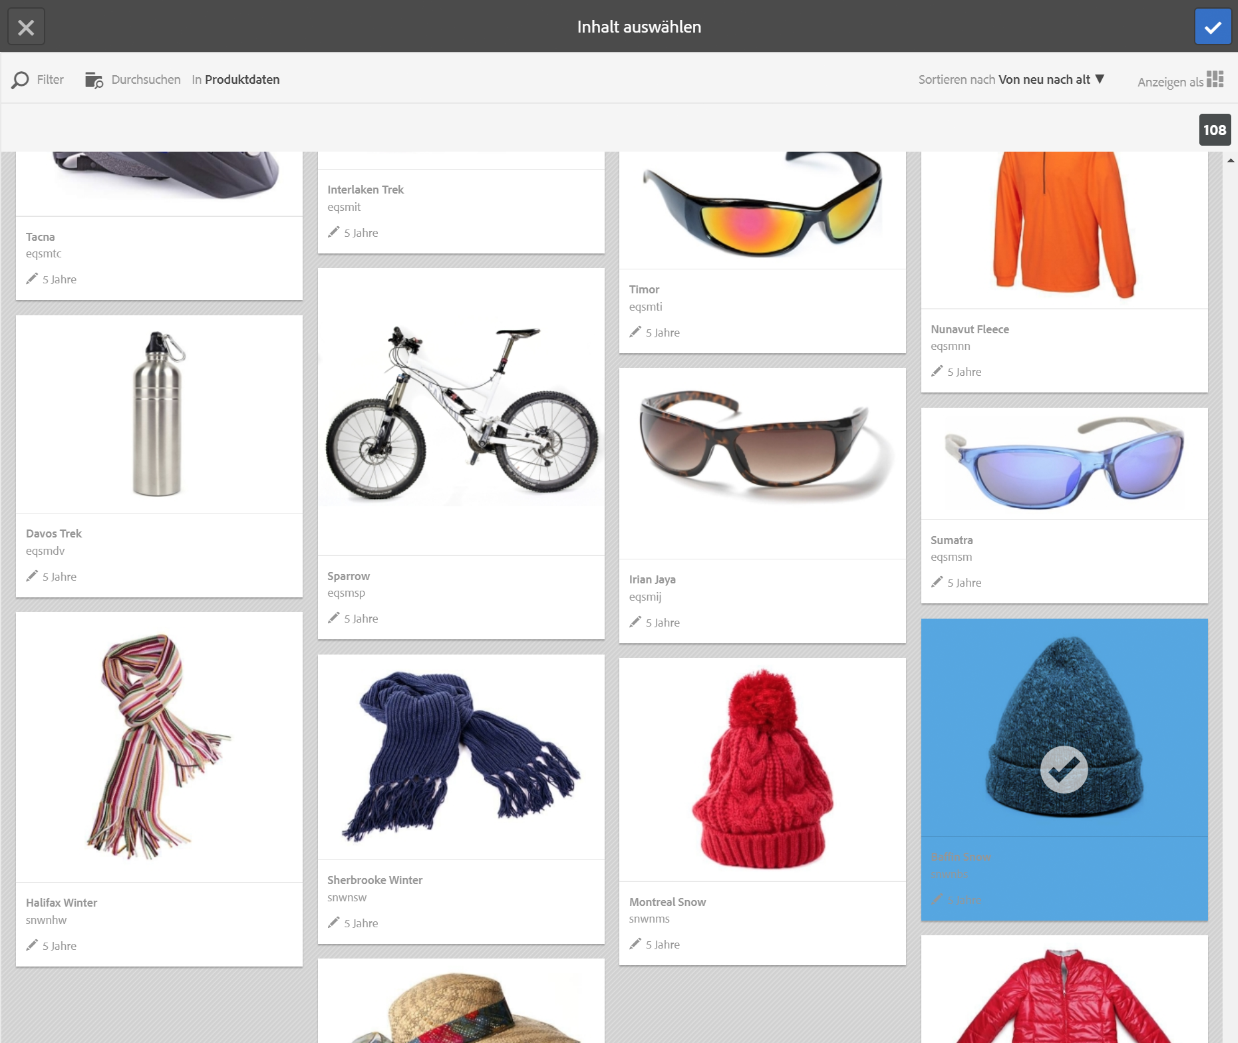 Inhalt auswählen
Filter Durchsuchen In Produktdaten Sortieren nach Von neu nach alt Anzeigen als
108
Tacna
eqsmtc
5 Jahre
Davos Trek
eqsmdv
5 Jahre
Halifax Winter
snwnhw
5 Jahre
Interlaken Trek
eqsmit
5 Jahre
Sparrow
eqsmsp
5 Jahre
Sherbrooke Winter
snwnsw
5 Jahre
Timor
eqsmti
5 Jahre
Irian Jaya
eqsmij
5 Jahre
Montreal Snow
snwnms
5 Jahre
Nunavut Fleece
eqsmnn
5 Jahre
Sumatra
eqsmsm
5 Jahre